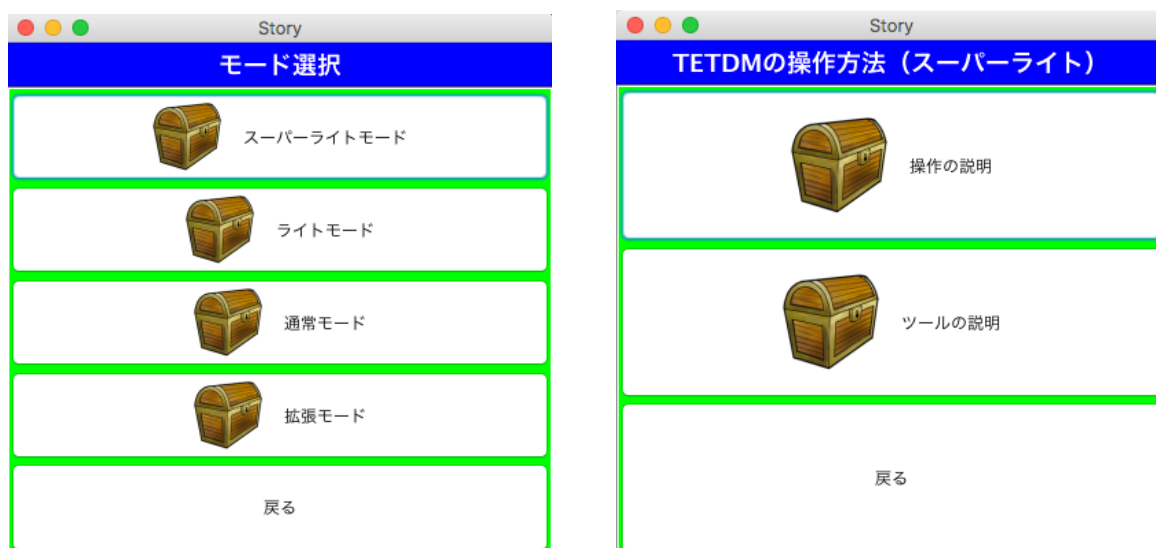 Story
モード選択
スーパーライトモード
ライトモード
通常モード
拡張モード
戻る
Story
TETDMの操作方法（スーパーライト）
操作の説明
ツールの説明
戻る